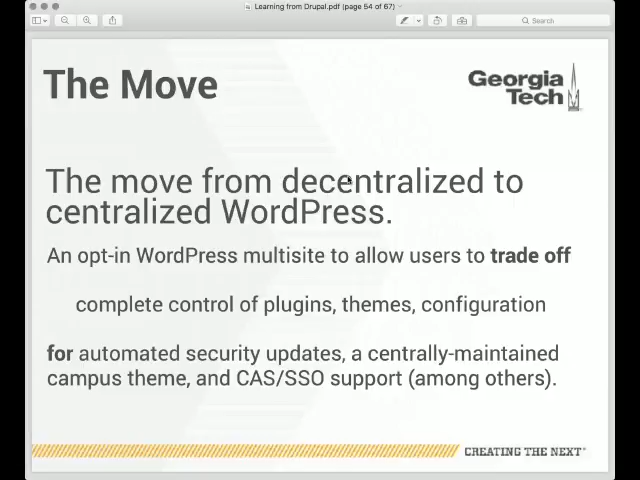 Learning from Drupal.pdf (page 54 of 67)
Search
The Move
Georgia
Tech
The move from decentralized to
centralized WordPress.
An opt-in WordPress multisite to allow users to trade off
complete control of plugins, themes, configuration
for automated security updates, a centrally-maintained
campus theme, and CAS/SSO support (among others).
CREATING THE NEXT